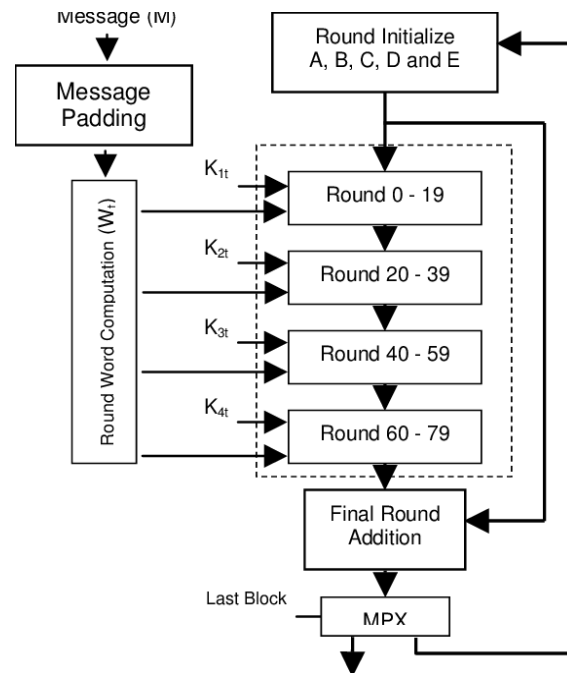 Message (M)
Round Initialize
A, B, C, D and E
Message
Padding
Round Word Computation (Wt)
K1t
Round 0 - 19
K2t
Round 20 - 39
K3t
Round 40 - 59
K4t
Round 60 - 79
Final Round
Addition
Last Block
MPX